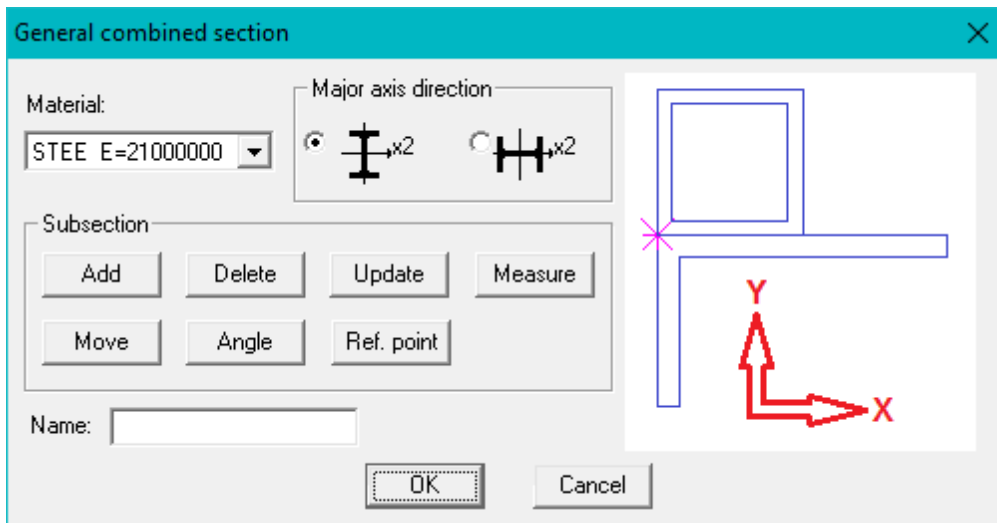 General combined section
Material:
STEE E=21000000
Major axis direction
x2
x2
Subsection
Add
Delete
Update
Measure
Move
Angle
Ref. point
Name:
OK
Cancel
Y
X